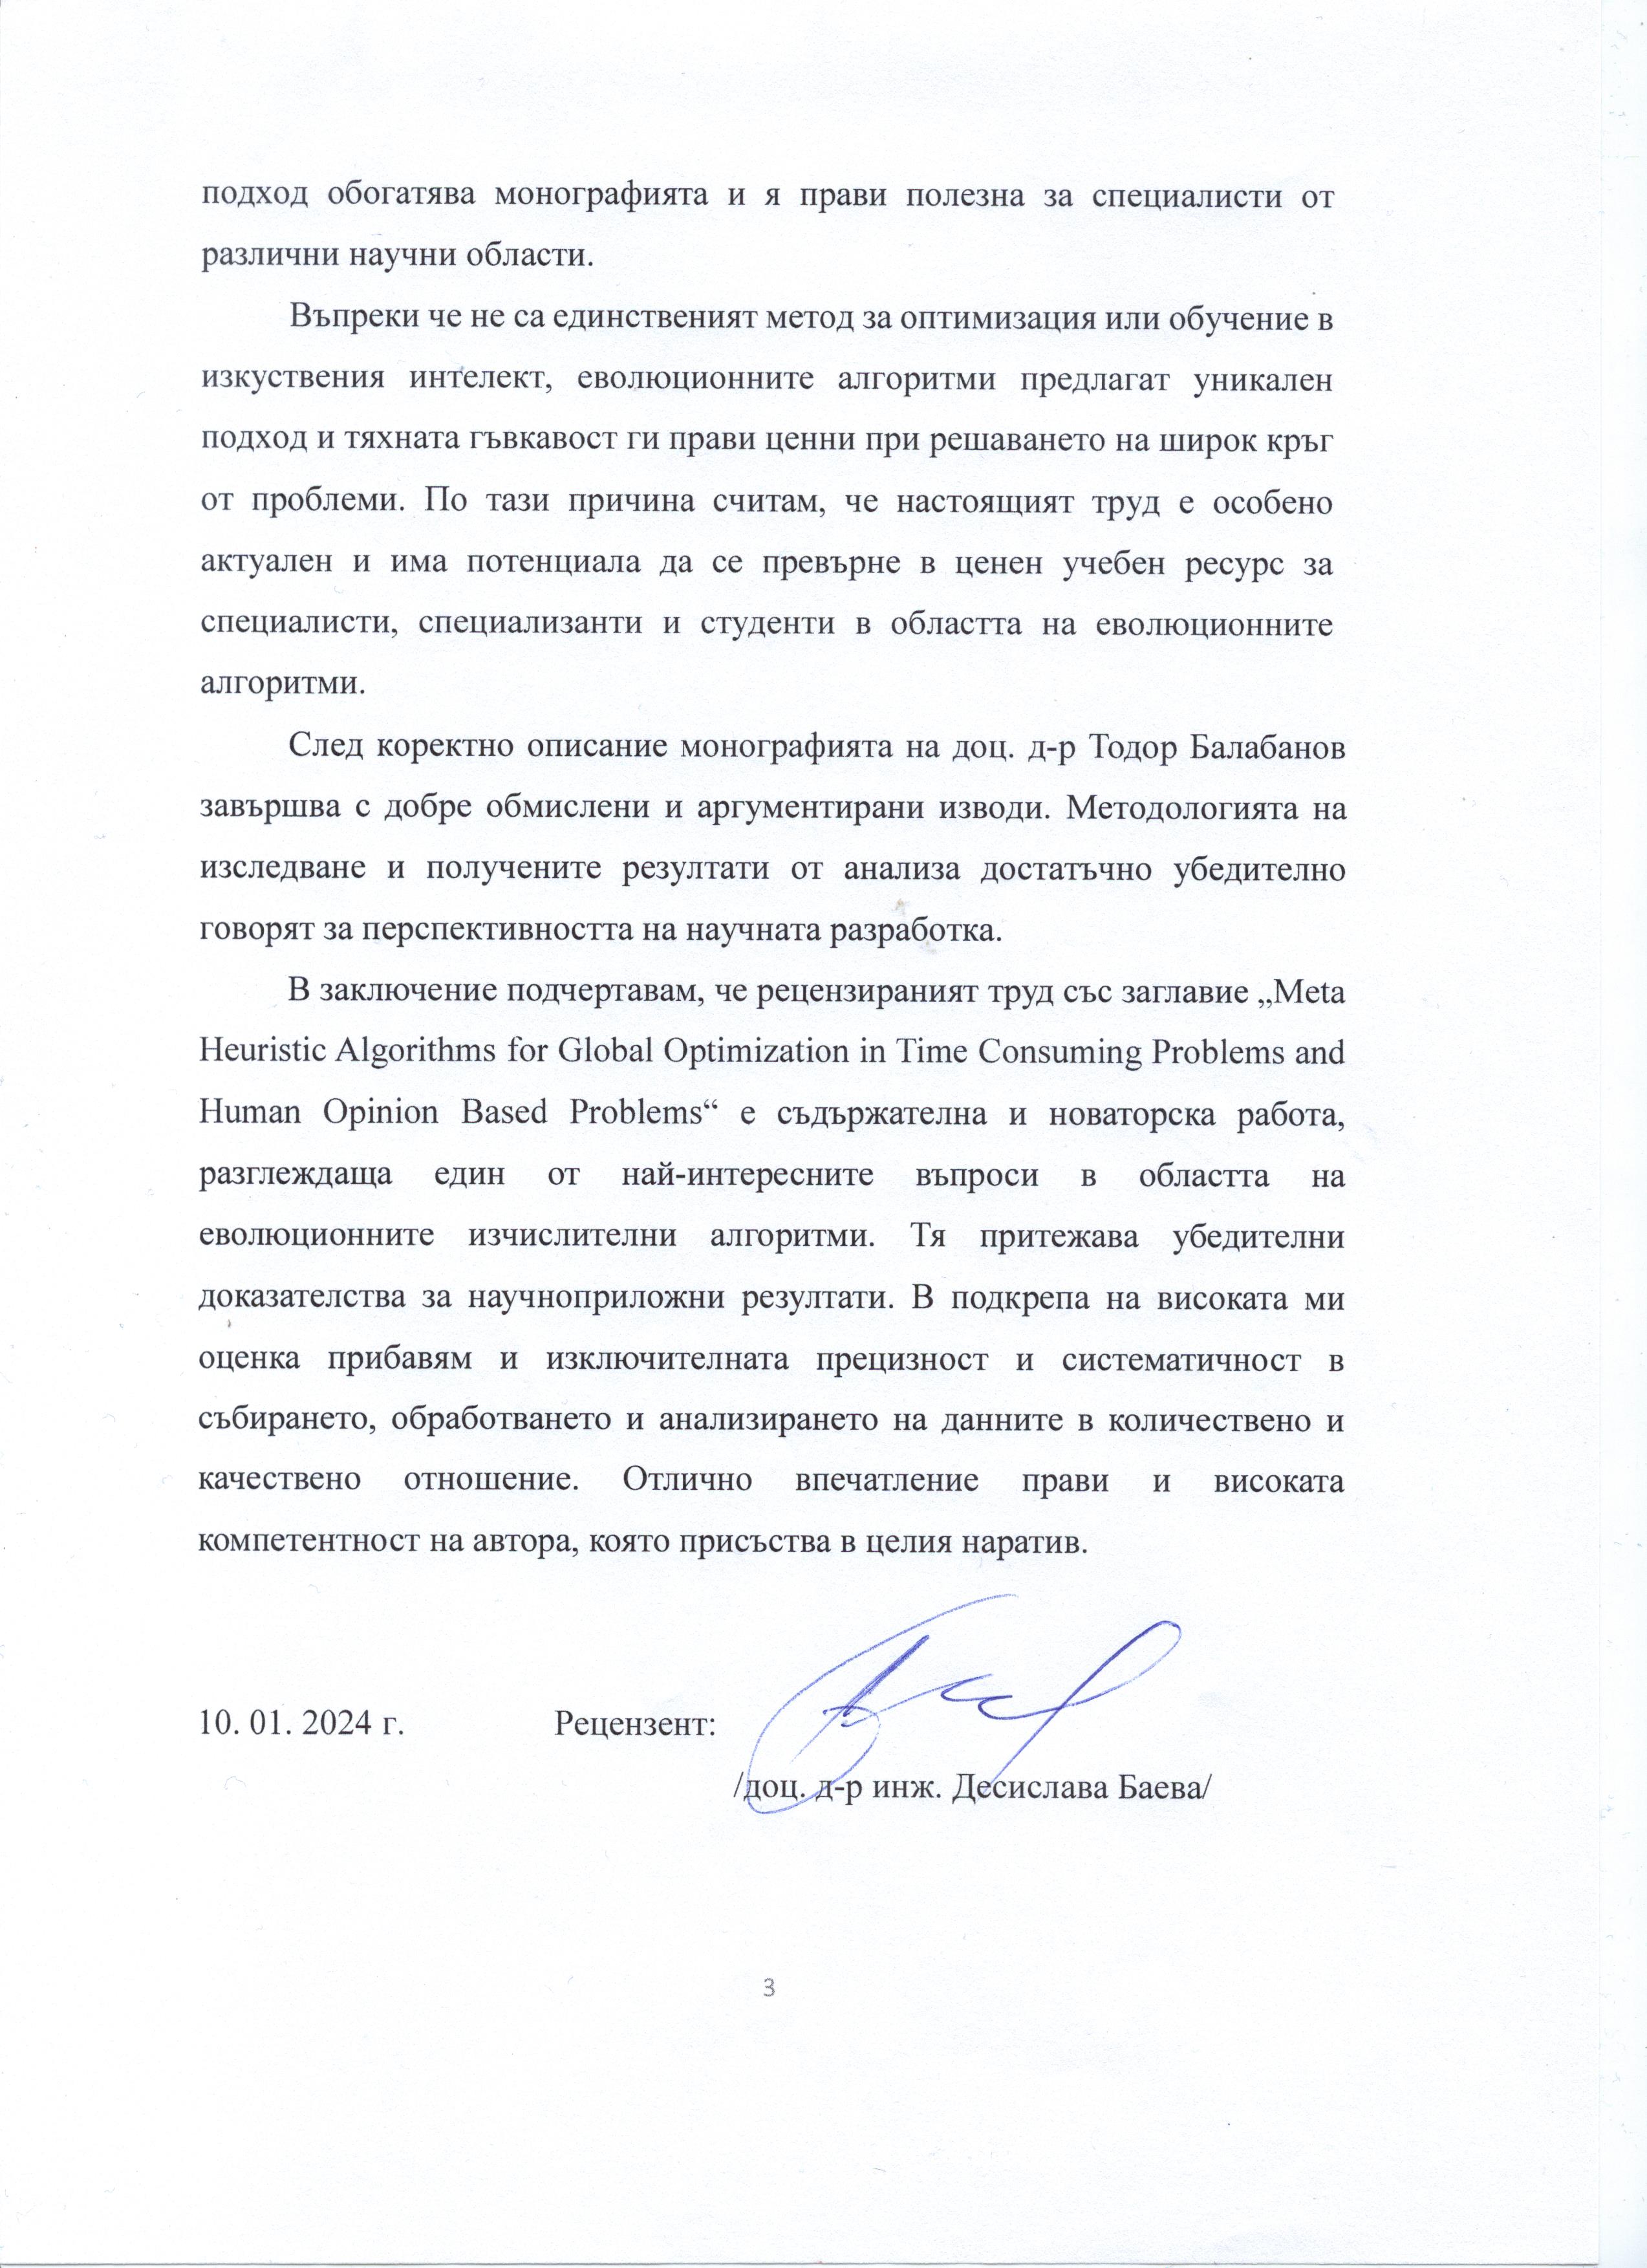 подход обогатява монографията и я прави полезна за специалисти от
различни научни области.
Въпреки че не са единственият метод за оптимизация или обучение в
изкуствения интелект, еволюционните алгоритми предлагат уникален
подход и тяхната гъвкавост ги прави ценни при решаването на широк кръг
от проблеми. По тази причина считам, че настоящият труд е особено
актуален и има потенциала да се превърне в ценен учебен ресурс за
специалисти, специализанти и студенти в областта на еволюционните
алгоритми.
След коректно описание монографията на доц. д-р Тодор Балабанов
завършва с добре обмислени и аргументирани изводи. Методологията на
изследване и получените резултати от анализа достатъчно убедително
говорят за перспективността на научната разработка.
В заключение подчертавам, че рецензираният труд със заглавие „Meta
Heuristic Algorithms for Global Optimization in Time Consuming Problems and
Human Opinion Based Problems“ е съдържателна и новаторска работа,
разглеждаща един от най-интересните въпроси в областта на
еволюционните изчислителни алгоритми. Тя притежава убедителни
доказателства за научноприложни резултати. В подкрепа на високата ми
оценка прибавям и изключителната прецизност и систематичност в
събирането, обработването и анализирането на данните в количествено и
качествено отношение. Отлично впечатление прави и високата
компетентност на автора, която присъства в целия наратив.
10. 01. 2024 г. Рецензент:
/доц. д-р инж. Десислава Баева/
3